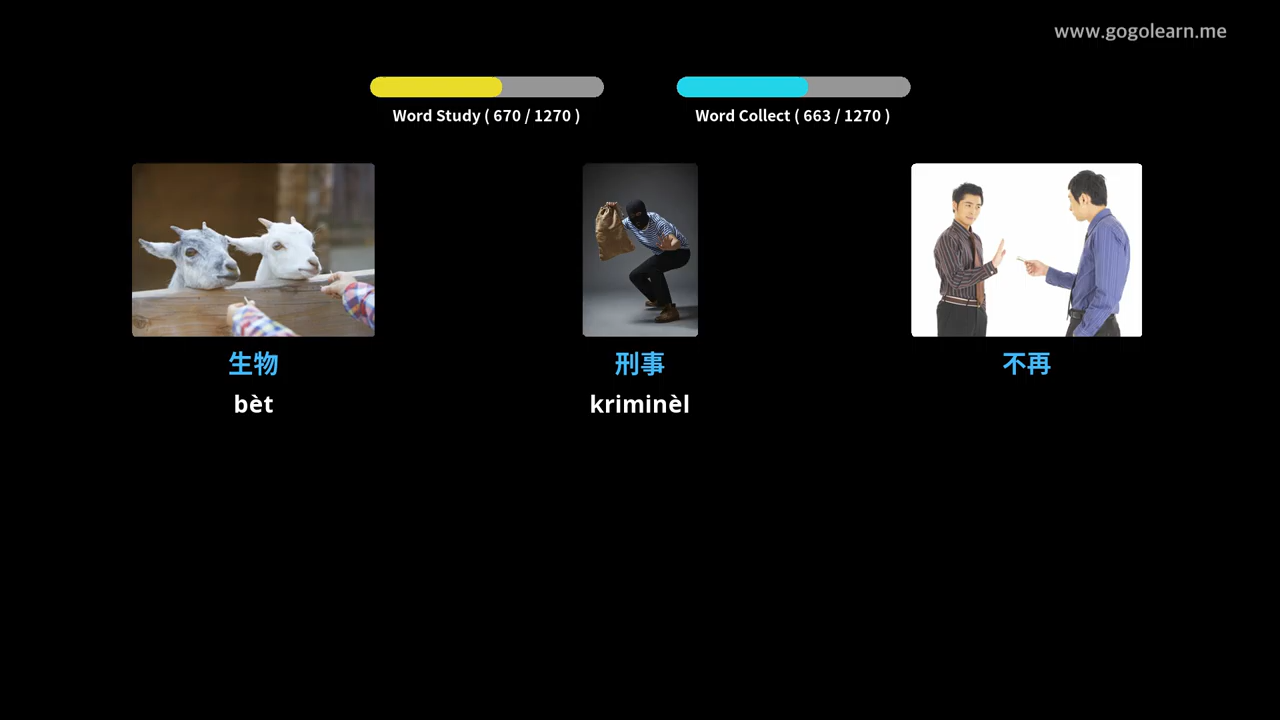 www.gogolearn.me
Word Study ( 670 / 1270 )
Word Collect ( 663 / 1270 )
生物
刑事
不再
bèt
kriminèl